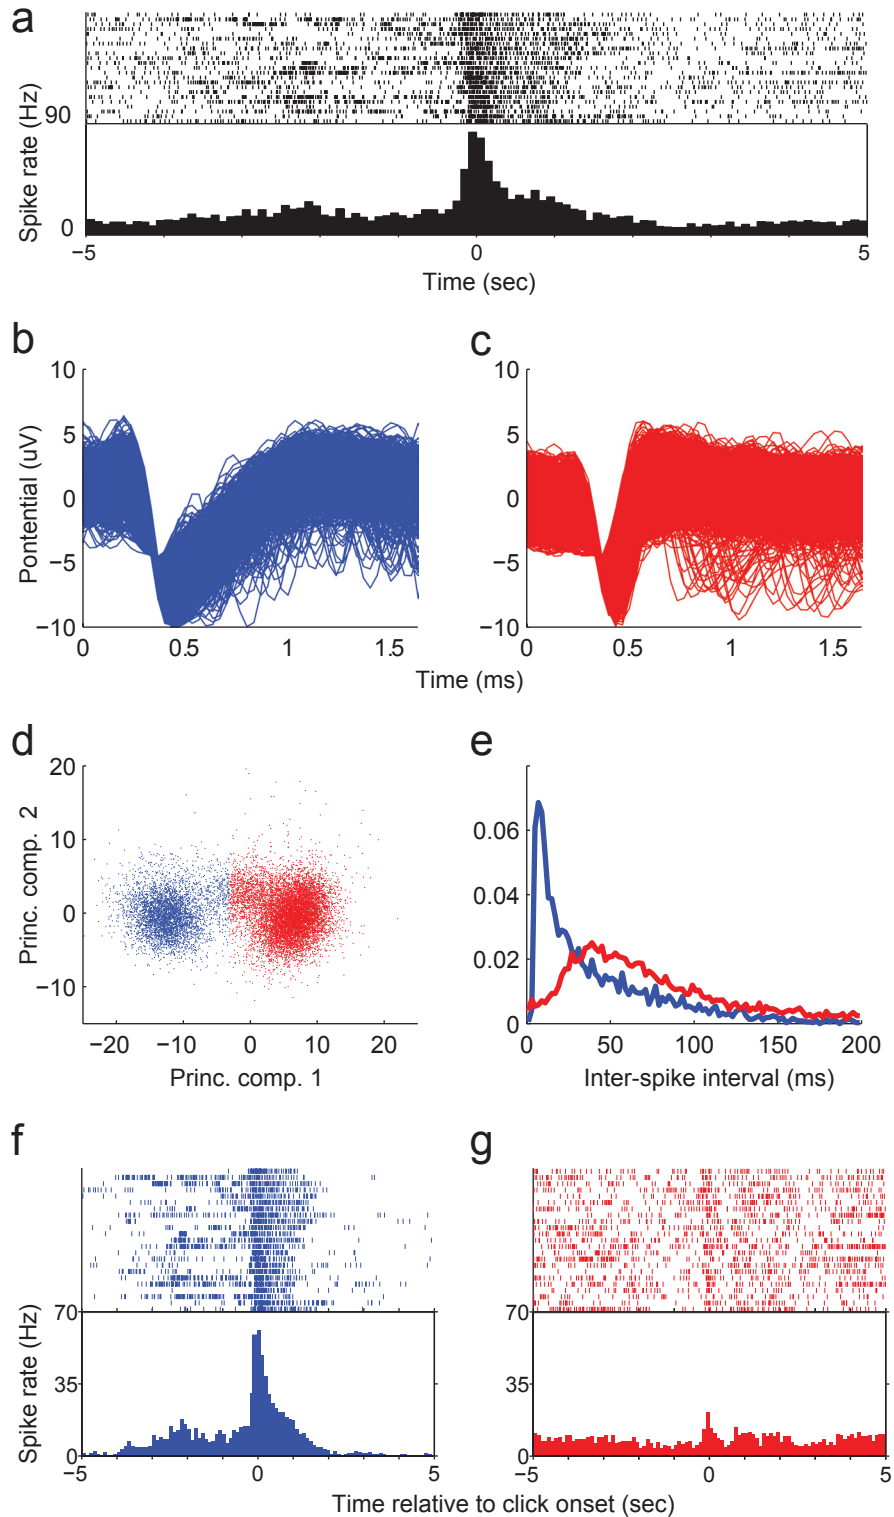 a
Spike rate (Hz)
90
0
−5 0 5
Time (sec)
b
c
Pontential (uV)
10
5
0
−5
−10
0 0.5 1 1.5
10
5
0
−5
−10
0 0.5 1 1.5
Time (ms)
d
e
Princ. comp. 2
20
10
0
−10
−20 −10 0 10 20
Princ. comp. 1
0.06
0.04
0.02
0
0 50 100 150 200
Inter-spike interval (ms)
f
g
Spike rate (Hz)
70
35
0
−5 0 5
70
35
0
−5 0 5
Time relative to click onset (sec)